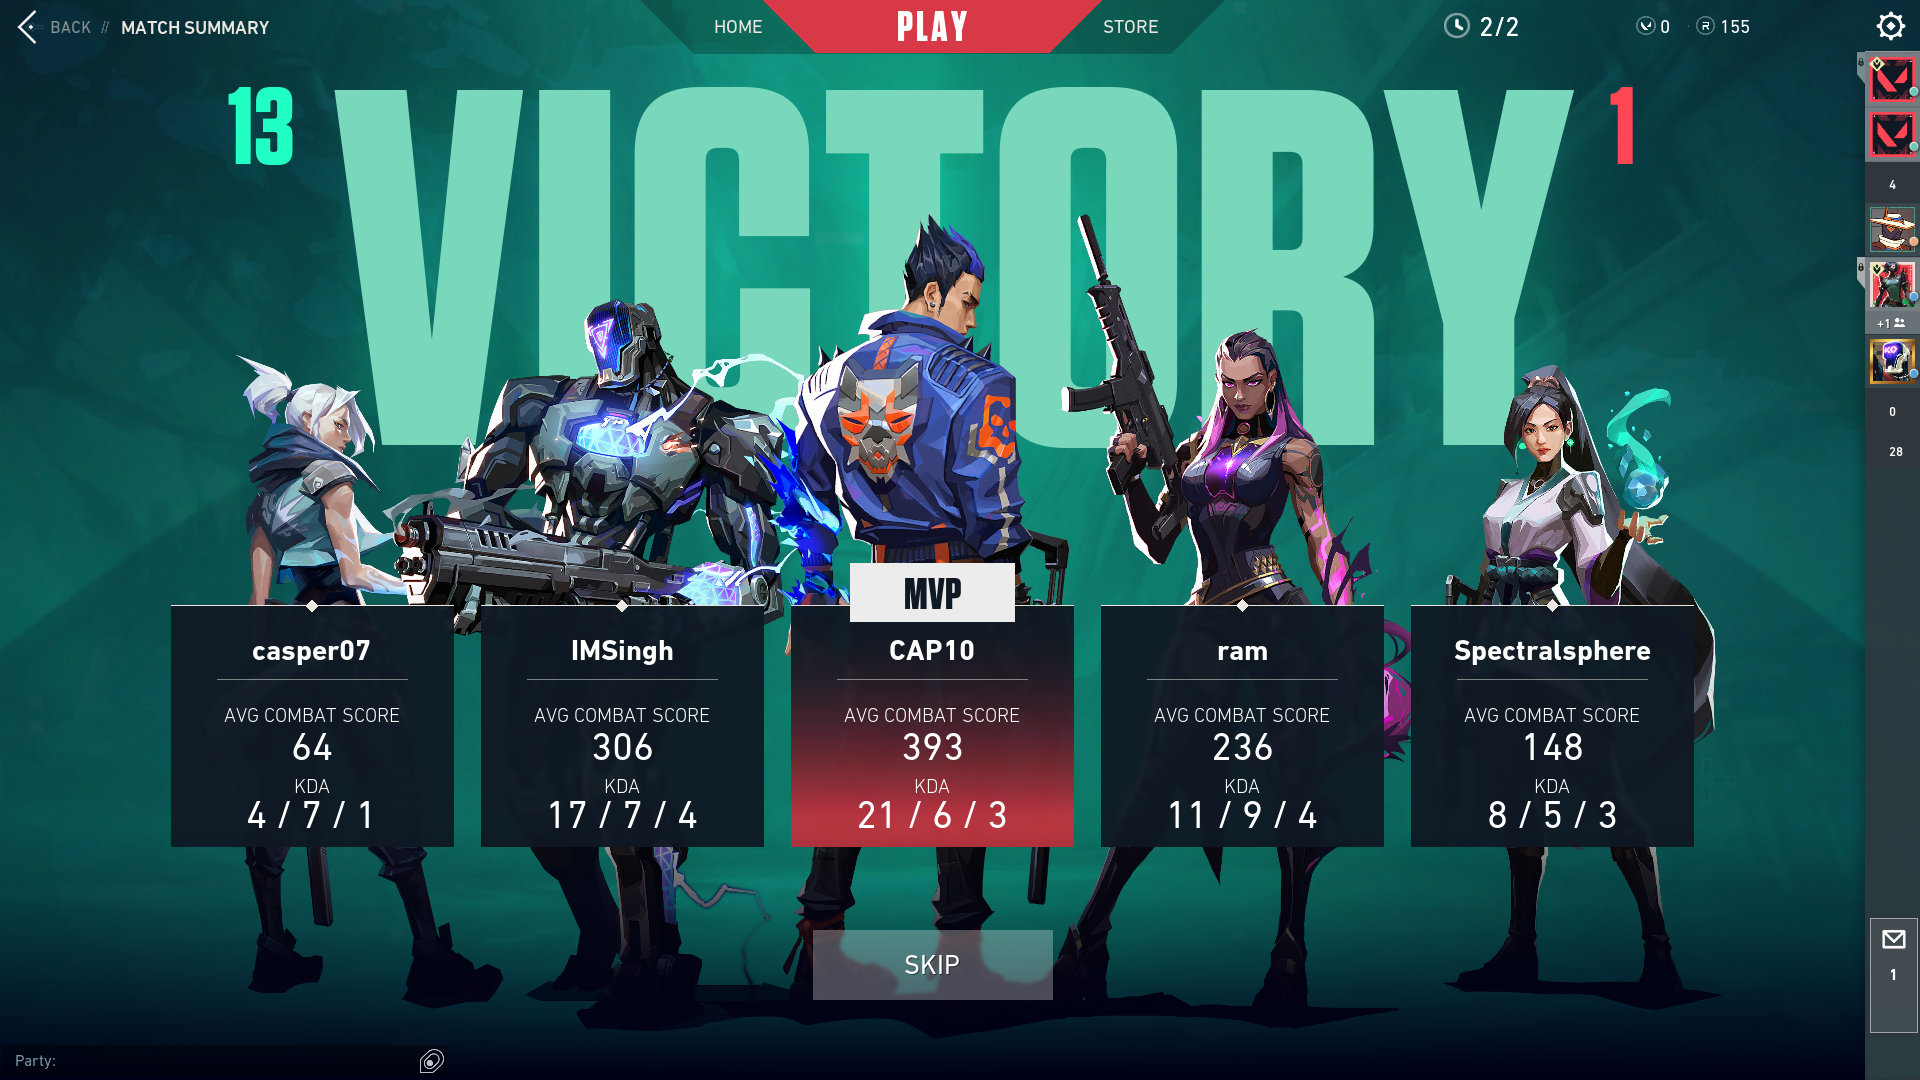 BACK // MATCH SUMMARY
HOME
PLAY
STORE
2/2
0
R 155
13
VICTORY
1
MVP
casper07
AVG COMBAT SCORE
64
KDA
4 / 7 / 1
IMSingh
AVG COMBAT SCORE
306
KDA
17 / 7 / 4
CAP10
AVG COMBAT SCORE
393
KDA
21 / 6 / 3
ram
AVG COMBAT SCORE
236
KDA
11 / 9 / 4
Spectralsphere
AVG COMBAT SCORE
148
KDA
8 / 5 / 3
SKIP
4
+1
0
28
1
Party: